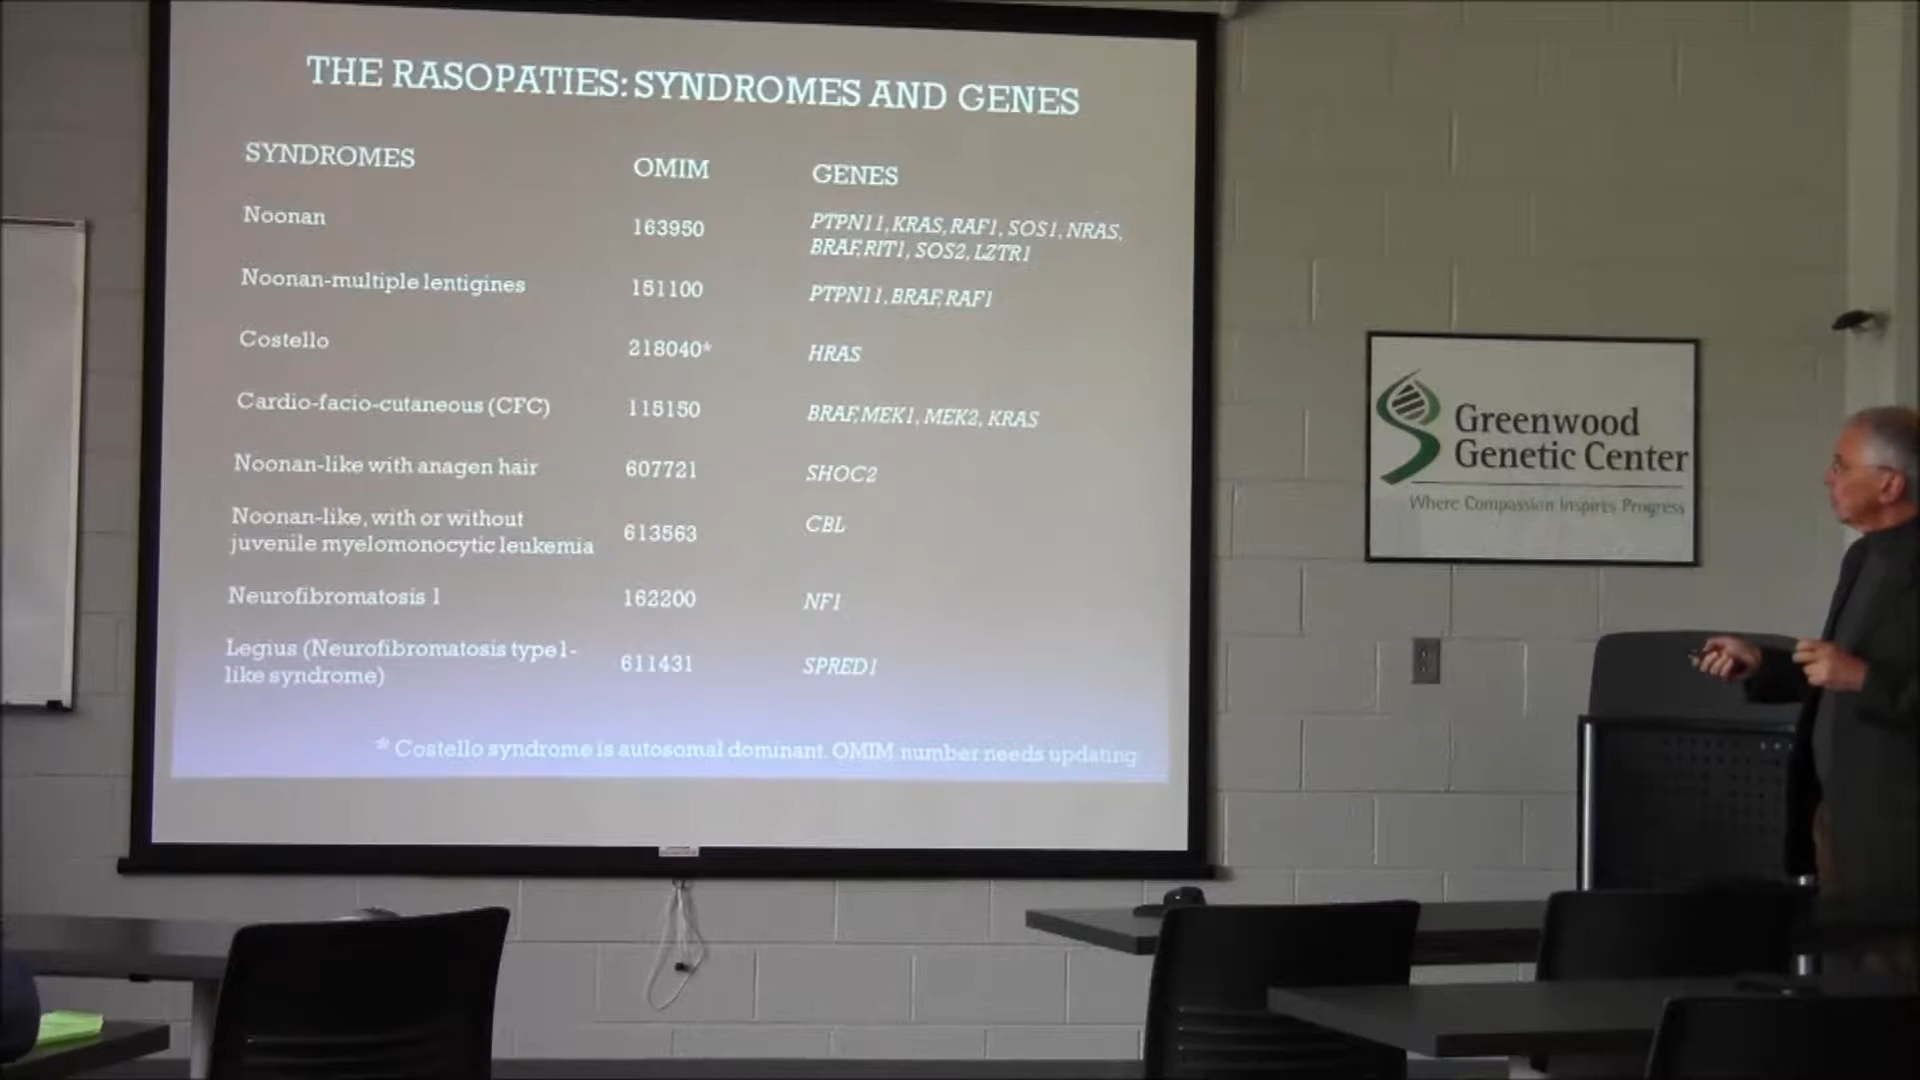 THE RASOPATIES: SYNDROMES AND GENES
SYNDROMES OMIM GENES
Noonan 163950 PTPN11, KRAS, RAF1, SOS1, NRAS,
BRAF, RIT1, SOS2, LZTR1
Noonan-multiple lentigines 151100 PTPN11, BRAF, RAF1
Costello 218040* HRAS
Cardio-facio-cutaneous (CFC) 115150 BRAF, MEK1, MEK2, KRAS
Noonan-like with anagen hair 607721 SHOC2
Noonan-like, with or without
juvenile myelomonocytic leukemia 613563 CBL
Neurofibromatosis 1 162200 NF1
Legius (Neurofibromatosis type 1-
like syndrome) 611431 SPRED1
* Costello syndrome is autosomal dominant. OMIM number needs updating
Greenwood
Genetic Center
Where Compassion Inspires Progress